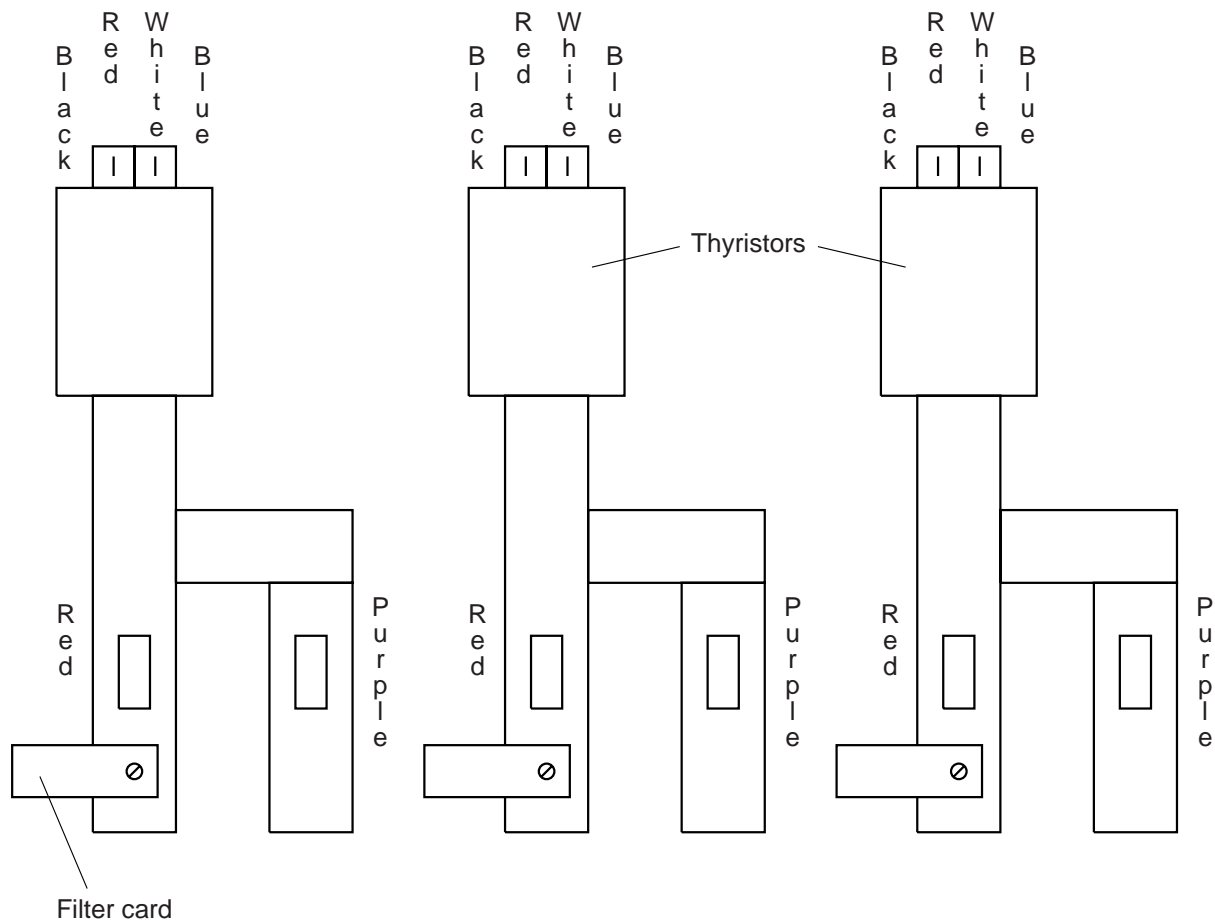 Black
Red
White
Blue
Black
Red
White
Blue
Black
Red
White
Blue
Thyristors
Red
Purple
Red
Purple
Red
Purple
Filter card